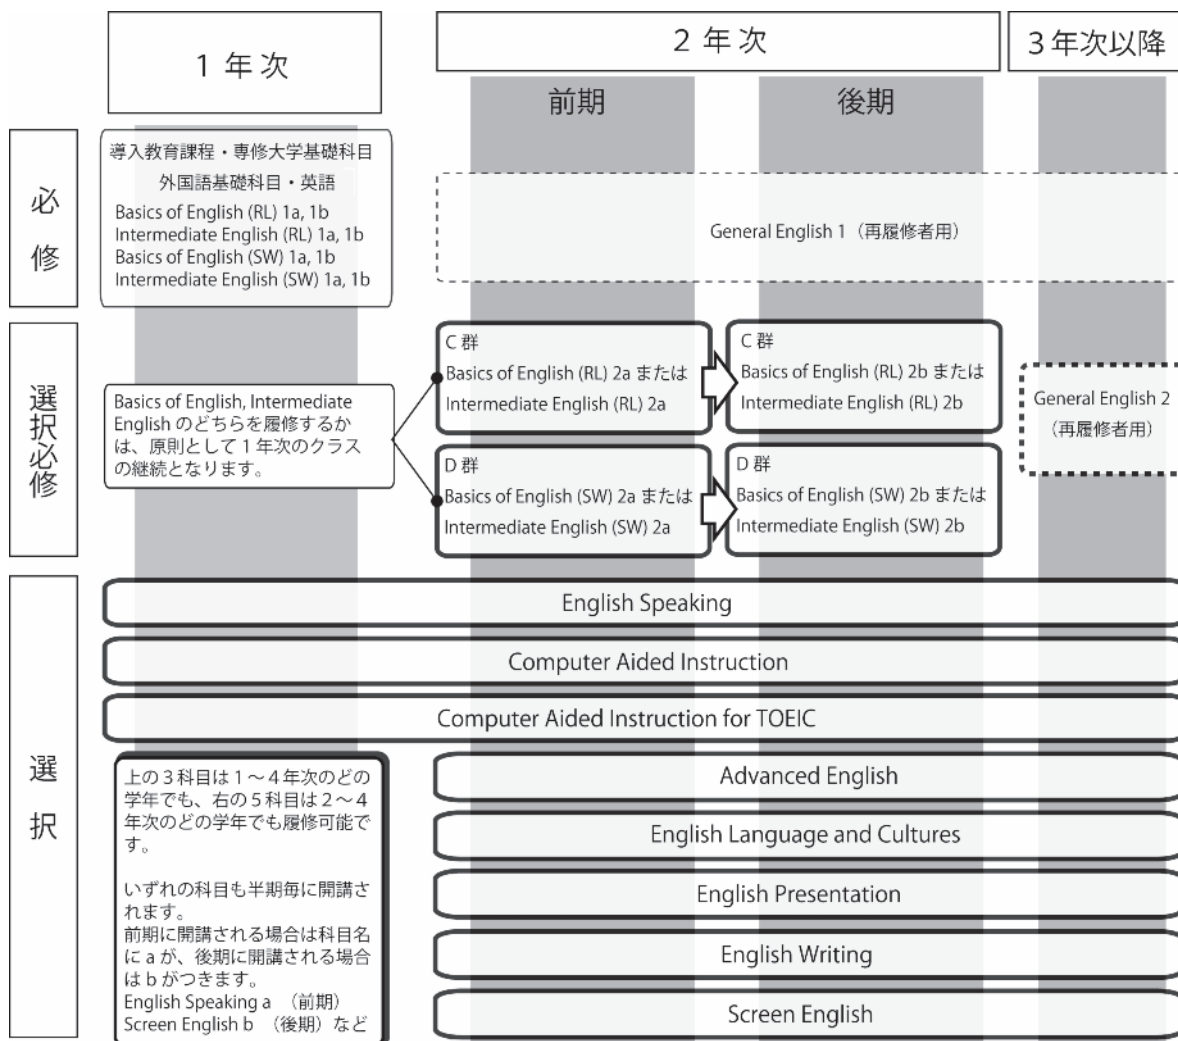 1年次
2年次
3年次以降
前期
後期
必修
導入教育課程・専修大学基礎科目
外国語基礎科目・英語
Basics of English (RL) 1a, 1b
Intermediate English (RL) 1a, 1b
Basics of English (SW) 1a, 1b
Intermediate English (SW) 1a, 1b
General English 1（再履修者用）
選択必修
Basics of English, Intermediate
English のどちらを履修するか
は、原則として1年次のクラス
の継続となります。
C群
Basics of English (RL) 2a または
Intermediate English (RL) 2a
C群
Basics of English (RL) 2b または
Intermediate English (RL) 2b
D群
Basics of English (SW) 2a または
Intermediate English (SW) 2a
D群
Basics of English (SW) 2b または
Intermediate English (SW) 2b
General English 2
（再履修者用）
選択
English Speaking
Computer Aided Instruction
Computer Aided Instruction for TOEIC
上の3科目は1～4年次のどの
学年でも、右の5科目は2～4
年次のどの学年でも履修可能で
す。
いずれの科目も半期毎に開講さ
れます。
前期に開講される場合は科目名
に a が、後期に開講される場合
は b がつきます。
English Speaking a （前期）
Screen English b （後期）など
Advanced English
English Language and Cultures
English Presentation
English Writing
Screen English